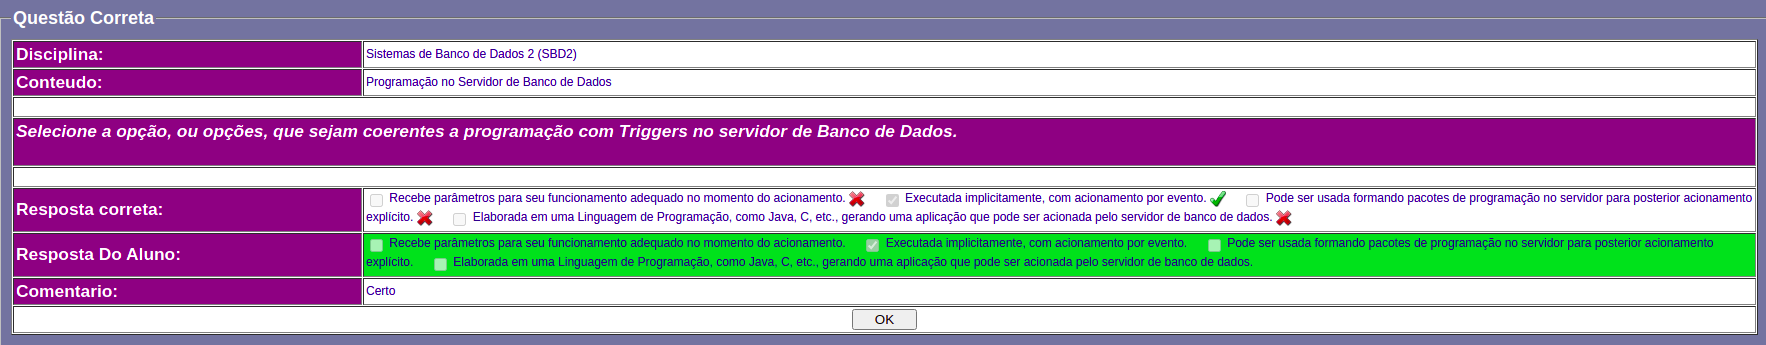 Questão Correta
Disciplina: Sistemas de Banco de Dados 2 (SBD2)
Conteudo: Programação no Servidor de Banco de Dados
Selecione a opção, ou opções, que sejam coerentes a programação com Triggers no servidor de Banco de Dados.
Resposta correta:
Recebe parâmetros para seu funcionamento adequado no momento do acionamento. Executada implicitamente, com acionamento por evento. Pode ser usada formando pacotes de programação no servidor para posterior acionamento
explícito. Elaborada em uma Linguagem de Programação, como Java, C, etc., gerando uma aplicação que pode ser acionada pelo servidor de banco de dados.
Resposta Do Aluno:
Recebe parâmetros para seu funcionamento adequado no momento do acionamento. Executada implicitamente, com acionamento por evento. Pode ser usada formando pacotes de programação no servidor para posterior acionamento
explícito. Elaborada em uma Linguagem de Programação, como Java, C, etc., gerando uma aplicação que pode ser acionada pelo servidor de banco de dados.
Comentario: Certo
OK